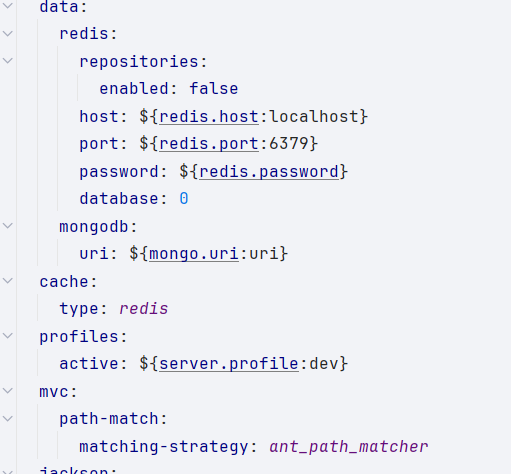 data:
redis:
repositories:
enabled: false
host: ${redis.host:localhost}
port: ${redis.port:6379}
password: ${redis.password}
database: 0
mongodb:
uri: ${mongo.uri:uri}
cache:
type: redis
profiles:
active: ${server.profile:dev}
mvc:
path-match:
matching-strategy: ant_path_matcher
jackson: